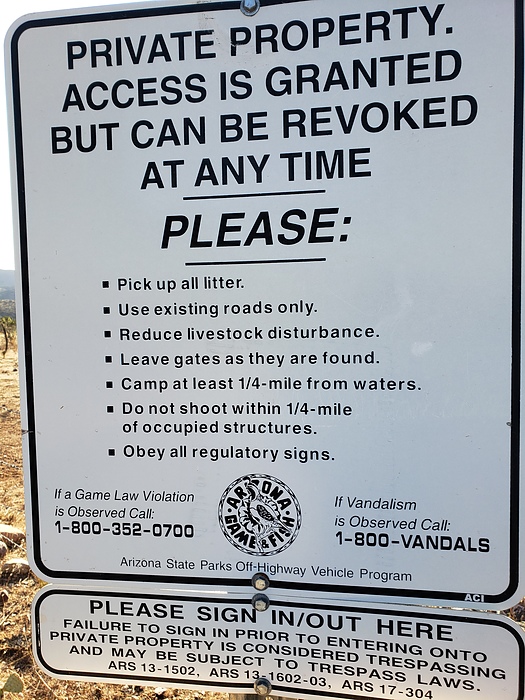 PRIVATE PROPERTY.
ACCESS IS GRANTED
BUT CAN BE REVOKED
AT ANY TIME
PLEASE:
▪ Pick up all litter.
▪ Use existing roads only.
▪ Reduce livestock disturbance.
▪ Leave gates as they are found.
▪ Camp at least 1/4-mile from waters.
▪ Do not shoot within 1/4-mile
of occupied structures.
▪ Obey all regulatory signs.
If a Game Law Violation
is Observed Call:
1-800-352-0700
ARIZONA
GAME & FISH
If Vandalism
is Observed Call:
1-800-VANDALS
Arizona State Parks Off-Highway Vehicle Program
ACI
PLEASE SIGN IN/OUT HERE
FAILURE TO SIGN IN PRIOR TO ENTERING ONTO
PRIVATE PROPERTY IS CONSIDERED TRESPASSING
AND MAY BE SUBJECT TO TRESPASS LAWS.
ARS 13-1502, ARS 13-1602-03, ARS 17-304